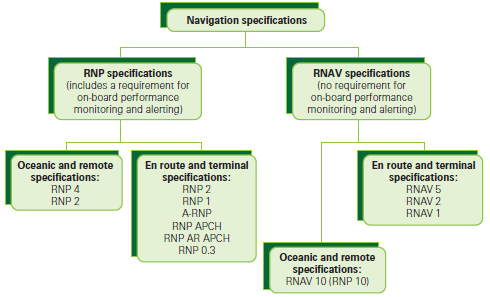 Navigation specifications
RNP specifications
(includes a requirement for
on-board performance
monitoring and alerting)
RNAV specifications
(no requirement for
on-board performance
monitoring and alerting)
Oceanic and remote
specifications:
RNP 4
RNP 2
En route and terminal
specifications:
RNP 2
RNP 1
A-RNP
RNP APCH
RNP AR APCH
RNP 0.3
Oceanic and remote
specifications:
RNAV 10 (RNP 10)
En route and terminal
specifications:
RNAV 5
RNAV 2
RNAV 1